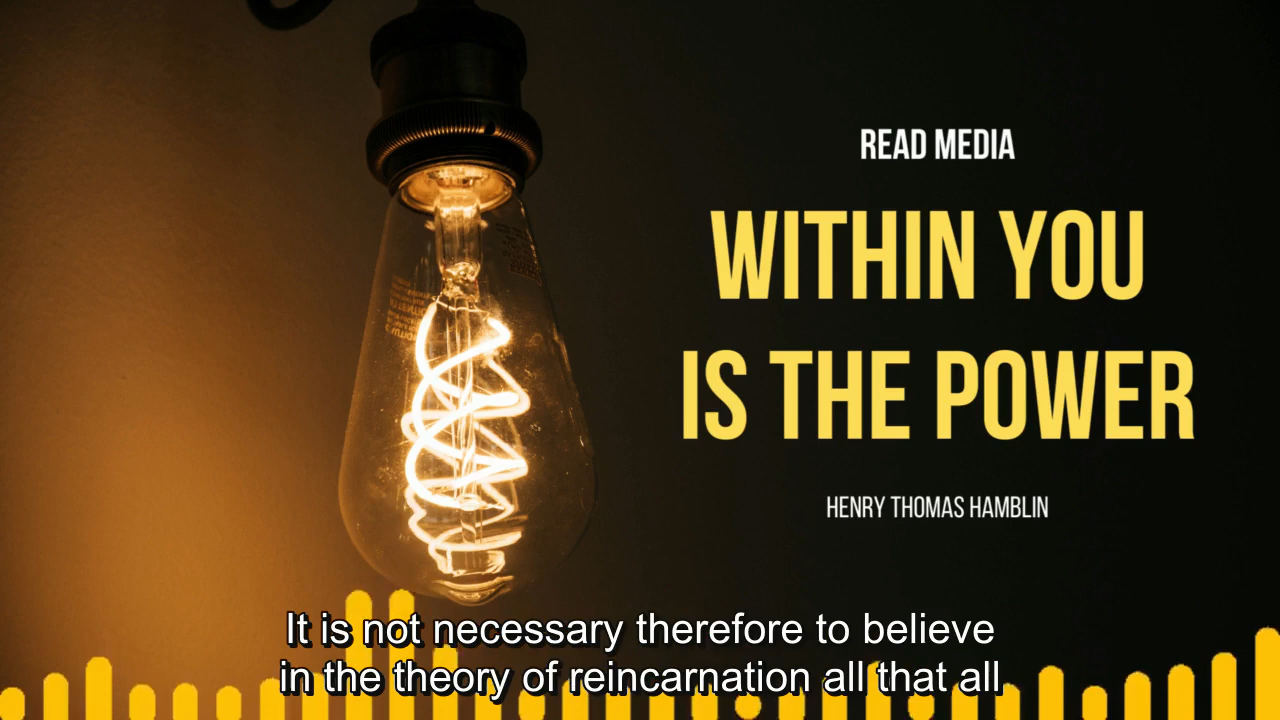 READ MEDIA
WITHIN YOU
IS THE POWER
HENRY THOMAS HAMBLIN
It is not necessary therefore to believe
in the theory of reincarnation all that all